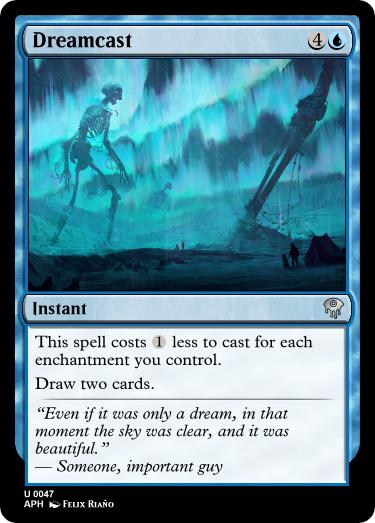 Dreamcast 4
Instant
This spell costs 1 less to cast for each
enchantment you control.
Draw two cards.
“Even if it was only a dream, in that
moment the sky was clear, and it was
beautiful.”
— Someone, important guy
U 0047
APH Felix Riaño